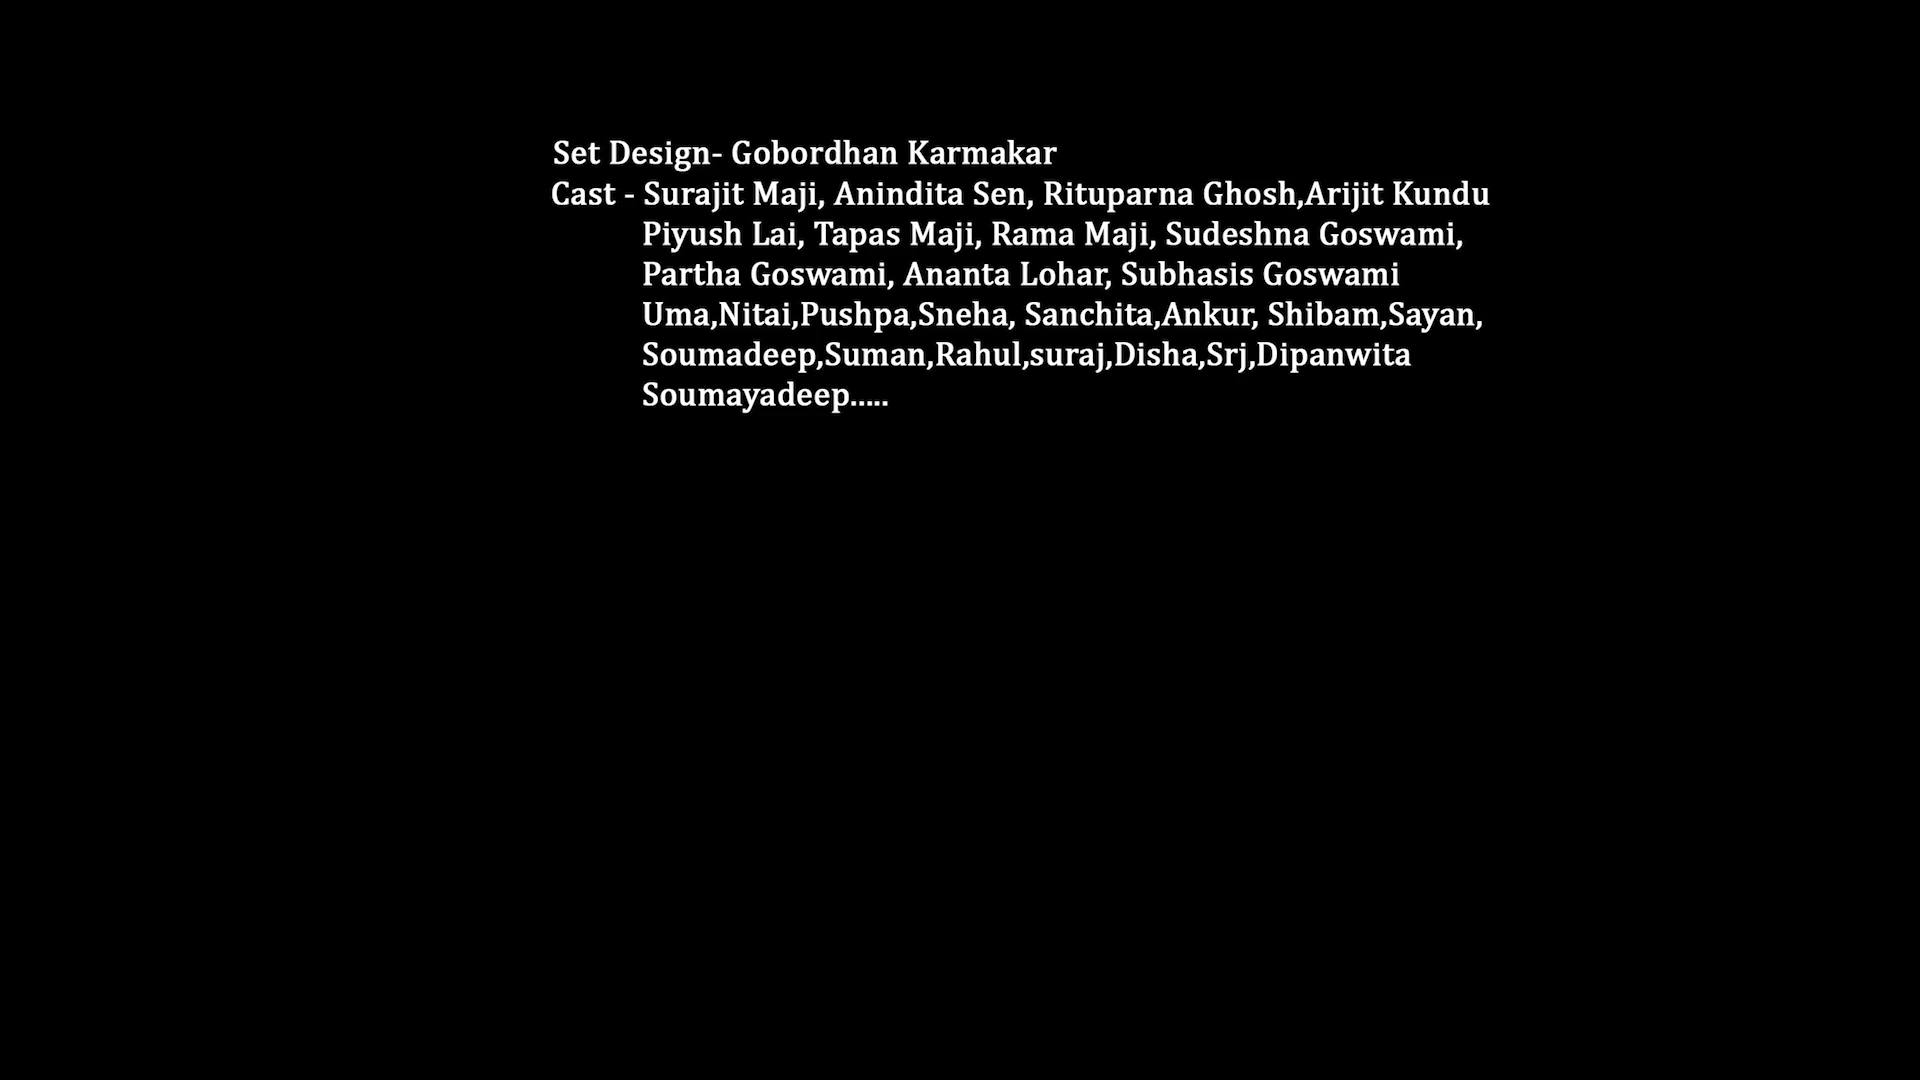 Set Design- Gobordhan Karmakar
Cast - Surajit Maji, Anindita Sen, Rituparna Ghosh,Arijit Kundu
Piyush Lai, Tapas Maji, Rama Maji, Sudeshna Goswami,
Partha Goswami, Ananta Lohar, Subhasis Goswami
Uma,Nitai,Pushpa,Sneha, Sanchita,Ankur, Shibam,Sayan,
Soumadeep,Suman,Rahul,suraj,Disha,Srj,Dipanwita
Soumayadeep.....